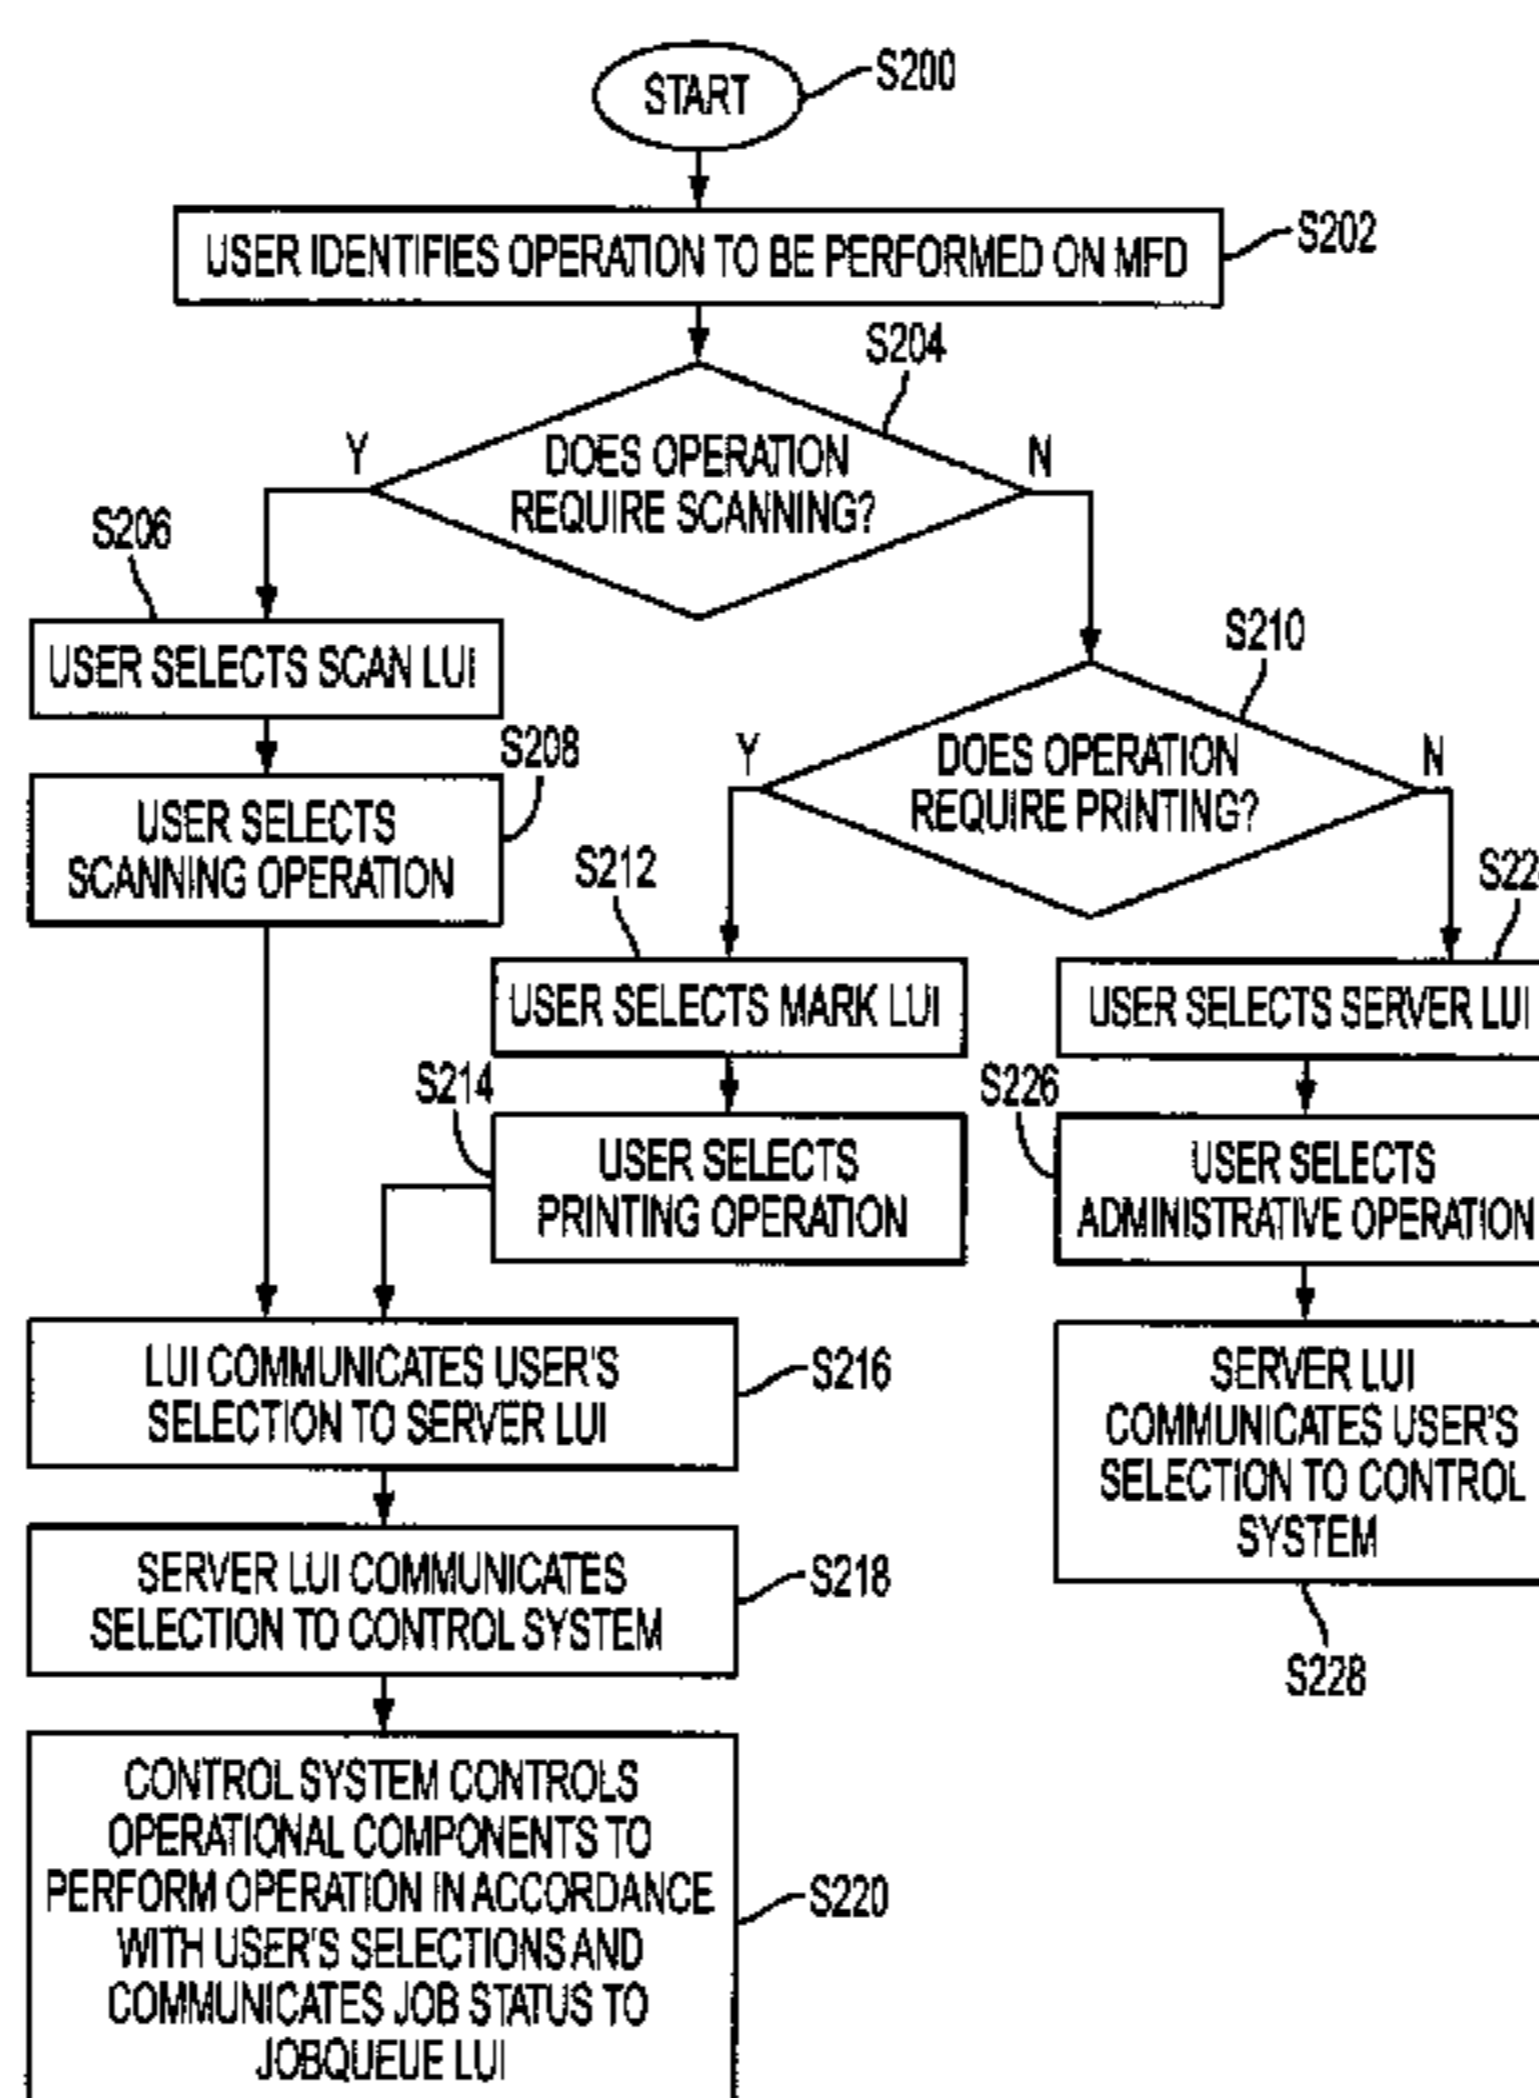 START
S200
USER IDENTIFIES OPERATION TO BE PERFORMED ON MFD
S202
S204
Y
DOES OPERATION
REQUIRE SCANNING?
N
S206
USER SELECTS SCAN LUI
S208
USER SELECTS
SCANNING OPERATION
S210
Y
DOES OPERATION
REQUIRE PRINTING?
N
S212
USER SELECTS MARK LUI
USER SELECTS SERVER LUI
S214
USER SELECTS
PRINTING OPERATION
S226
USER SELECTS
ADMINISTRATIVE OPERATION
LUI COMMUNICATES USER'S
SELECTION TO SERVER LUI
S216
SERVER LUI
COMMUNICATES USER'S
SELECTION TO CONTROL
SYSTEM
S228
SERVER LUI COMMUNICATES
SELECTION TO CONTROL SYSTEM
S218
CONTROL SYSTEM CONTROLS
OPERATIONAL COMPONENTS TO
PERFORM OPERATION IN ACCORDANCE
WITH USER'S SELECTIONS AND
COMMUNICATES JOB STATUS TO
JOBQUEUE LUI
S220